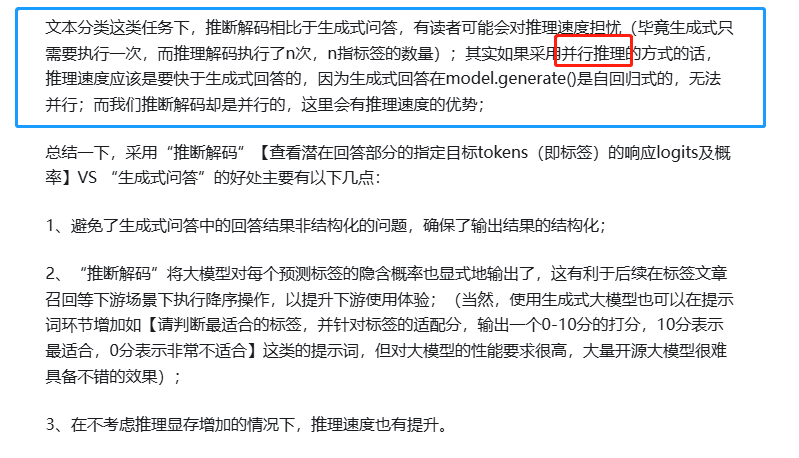 文本分类这类任务下，推断解码相比于生成式问答，有读者可能会对推理速度担忧（毕竟生成式只
需要执行一次，而推理解码执行了n次，n指标签的数量）；其实如果采用并行推理的方式的话，
推理速度应该是要快于生成式回答的，因为生成式回答在model.generate()是自回归式的，无法
并行；而我们推断解码却是并行的，这里会有推理速度的优势；
总结一下，采用“推断解码”【查看潜在回答部分的指定目标tokens（即标签）的响应logits及概
率】VS “生成式问答”的好处主要有以下几点：
1、避免了生成式问答中的回答结果非结构化的问题，确保了输出结果的结构化；
2、“推断解码”将大模型对每个预测标签的隐含概率也显式地输出了，这有利于后续在标签文章
召回等下游场景下执行降序操作，以提升下游使用体验；（当然，使用生成式大模型也可以在提示
词环节增加如【请判断最适合的标签，并针对标签的适配分，输出一个0-10分的打分，10分表示
最适合，0分表示非常不适合】这类的提示词，但对大模型的性能要求很高，大量开源大模型很难
具备不错的效果）；
3、在不考虑推理显存增加的情况下，推理速度也有提升。